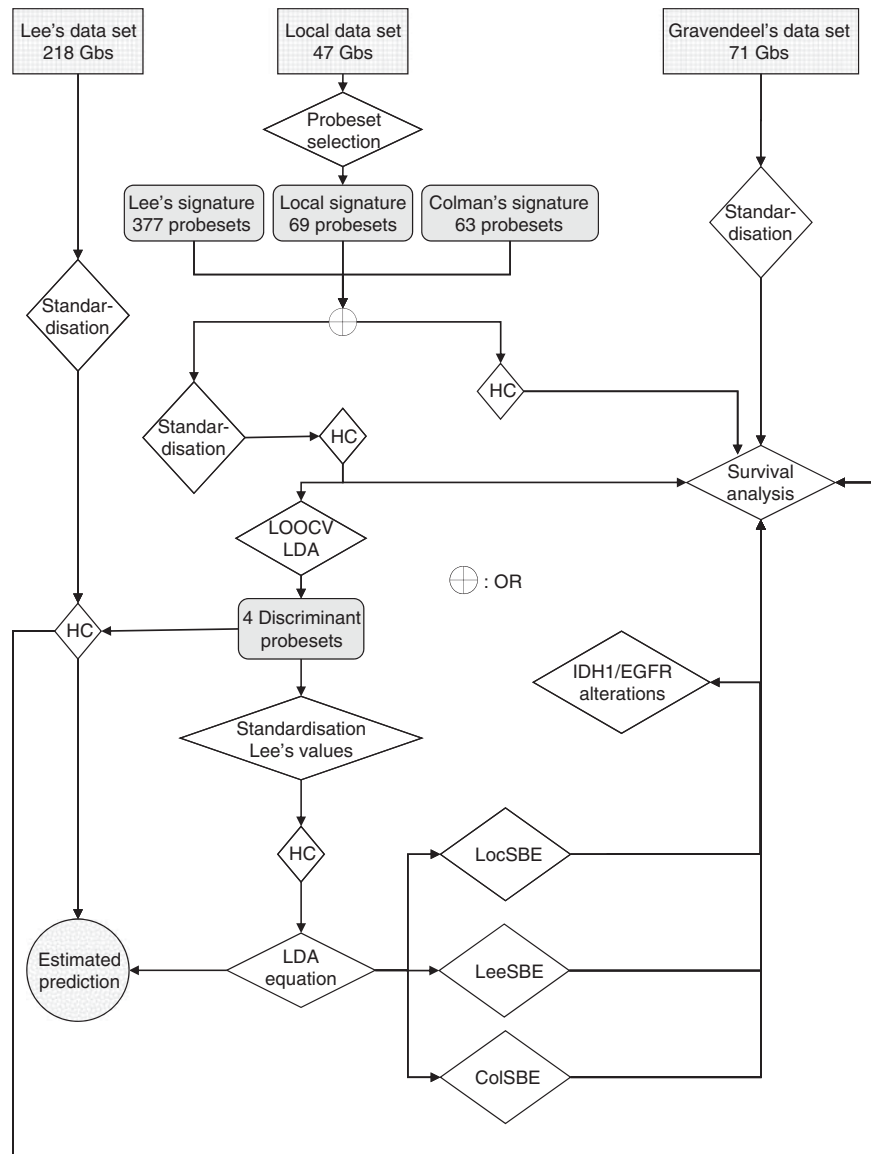 Lee's data set
218 Gbs
Local data set
47 Gbs
Gravendeel's data set
71 Gbs
Probeset
selection
Lee's signature
377 probesets
Local signature
69 probesets
Colman's signature
63 probesets
Standar-
disation
Standar-
disation
HC
Standar-
disation
HC
Survival
analysis
LOOCV
LDA
: OR
4 Discriminant
probesets
HC
IDH1/EGFR
alterations
Standardisation
Lee's values
HC
LocSBE
Estimated
prediction
LDA
equation
LeeSBE
ColSBE